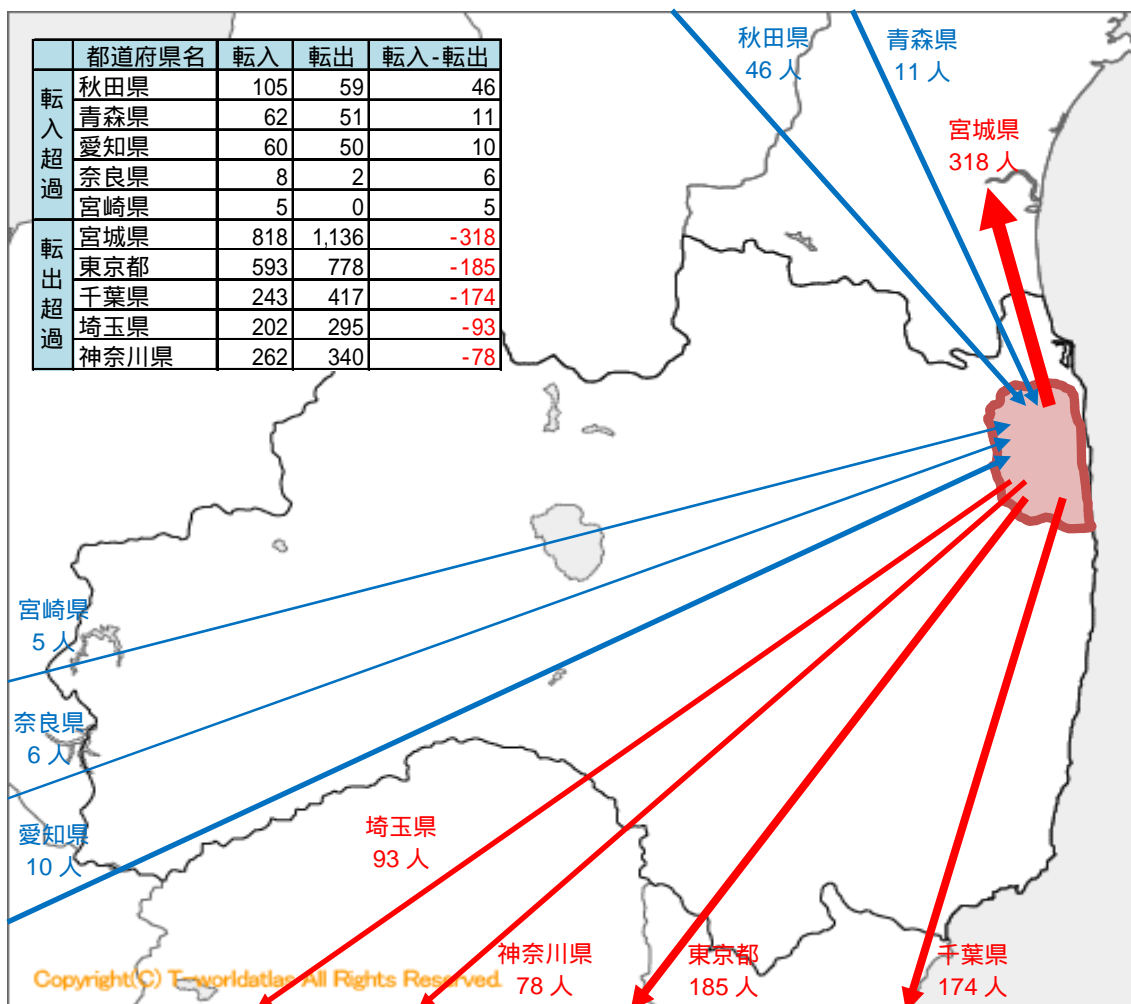 都道府県名 転入 転出 転入-転出
転入超過
秋田県 105 59 46
青森県 62 51 11
愛知県 60 50 10
奈良県 8 2 6
宮崎県 5 0 5
転出超過
宮城県 818 1,136 -318
東京都 593 778 -185
千葉県 243 417 -174
埼玉県 202 295 -93
神奈川県 262 340 -78
秋田県
46 人
青森県
11 人
宮城県
318 人
宮崎県
5 人
奈良県
6 人
愛知県
10 人
埼玉県
93 人
神奈川県
78 人
東京都
185 人
千葉県
174 人
Copyright(C) T-worldatlas All Rights Reserved.